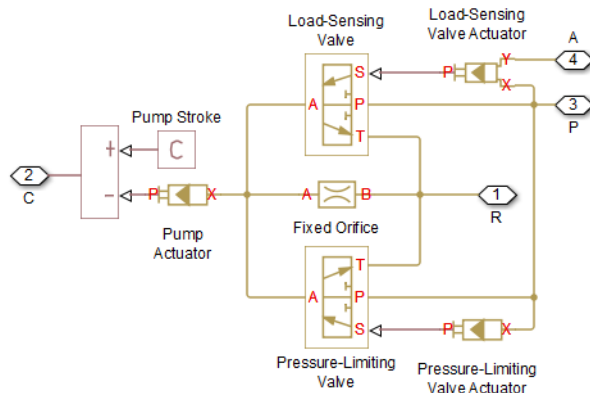 Load-Sensing
Valve
Load-Sensing
Valve Actuator
A
4
Y
S
P
X
A
P
3
P
T
Pump Stroke
+
C
2
C
-
P
X
Pump
Actuator
A
B
Fixed Orifice
1
R
T
A
P
S
P
X
Pressure-Limiting
Valve
Pressure-Limiting
Valve Actuator